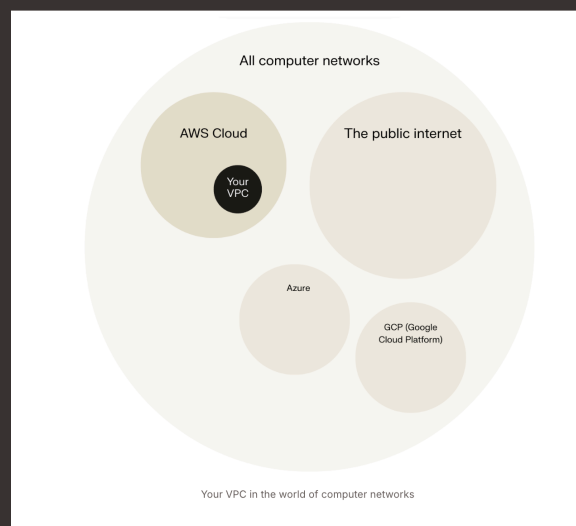 All computer networks
AWS Cloud
The public internet
Your
VPC
Azure
GCP (Google
Cloud Platform)
Your VPC in the world of computer networks